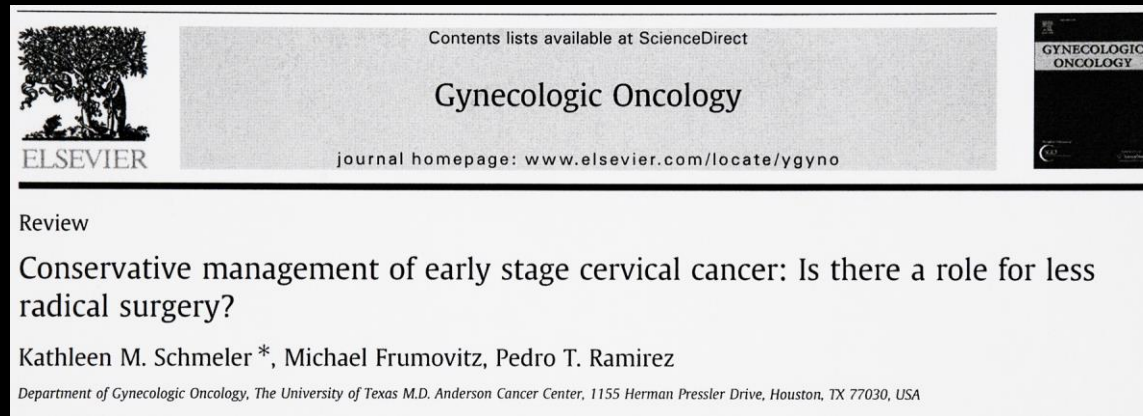 Contents lists available at ScienceDirect
Gynecologic Oncology
journal homepage: www.elsevier.com/locate/ygyno
ELSEVIER
GYNECOLOGIC
ONCOLOGY
Review
Conservative management of early stage cervical cancer: Is there a role for less
radical surgery?
Kathleen M. Schmeler *, Michael Frumovitz, Pedro T. Ramirez
Department of Gynecologic Oncology, The University of Texas M.D. Anderson Cancer Center, 1155 Herman Pressler Drive, Houston, TX 77030, USA